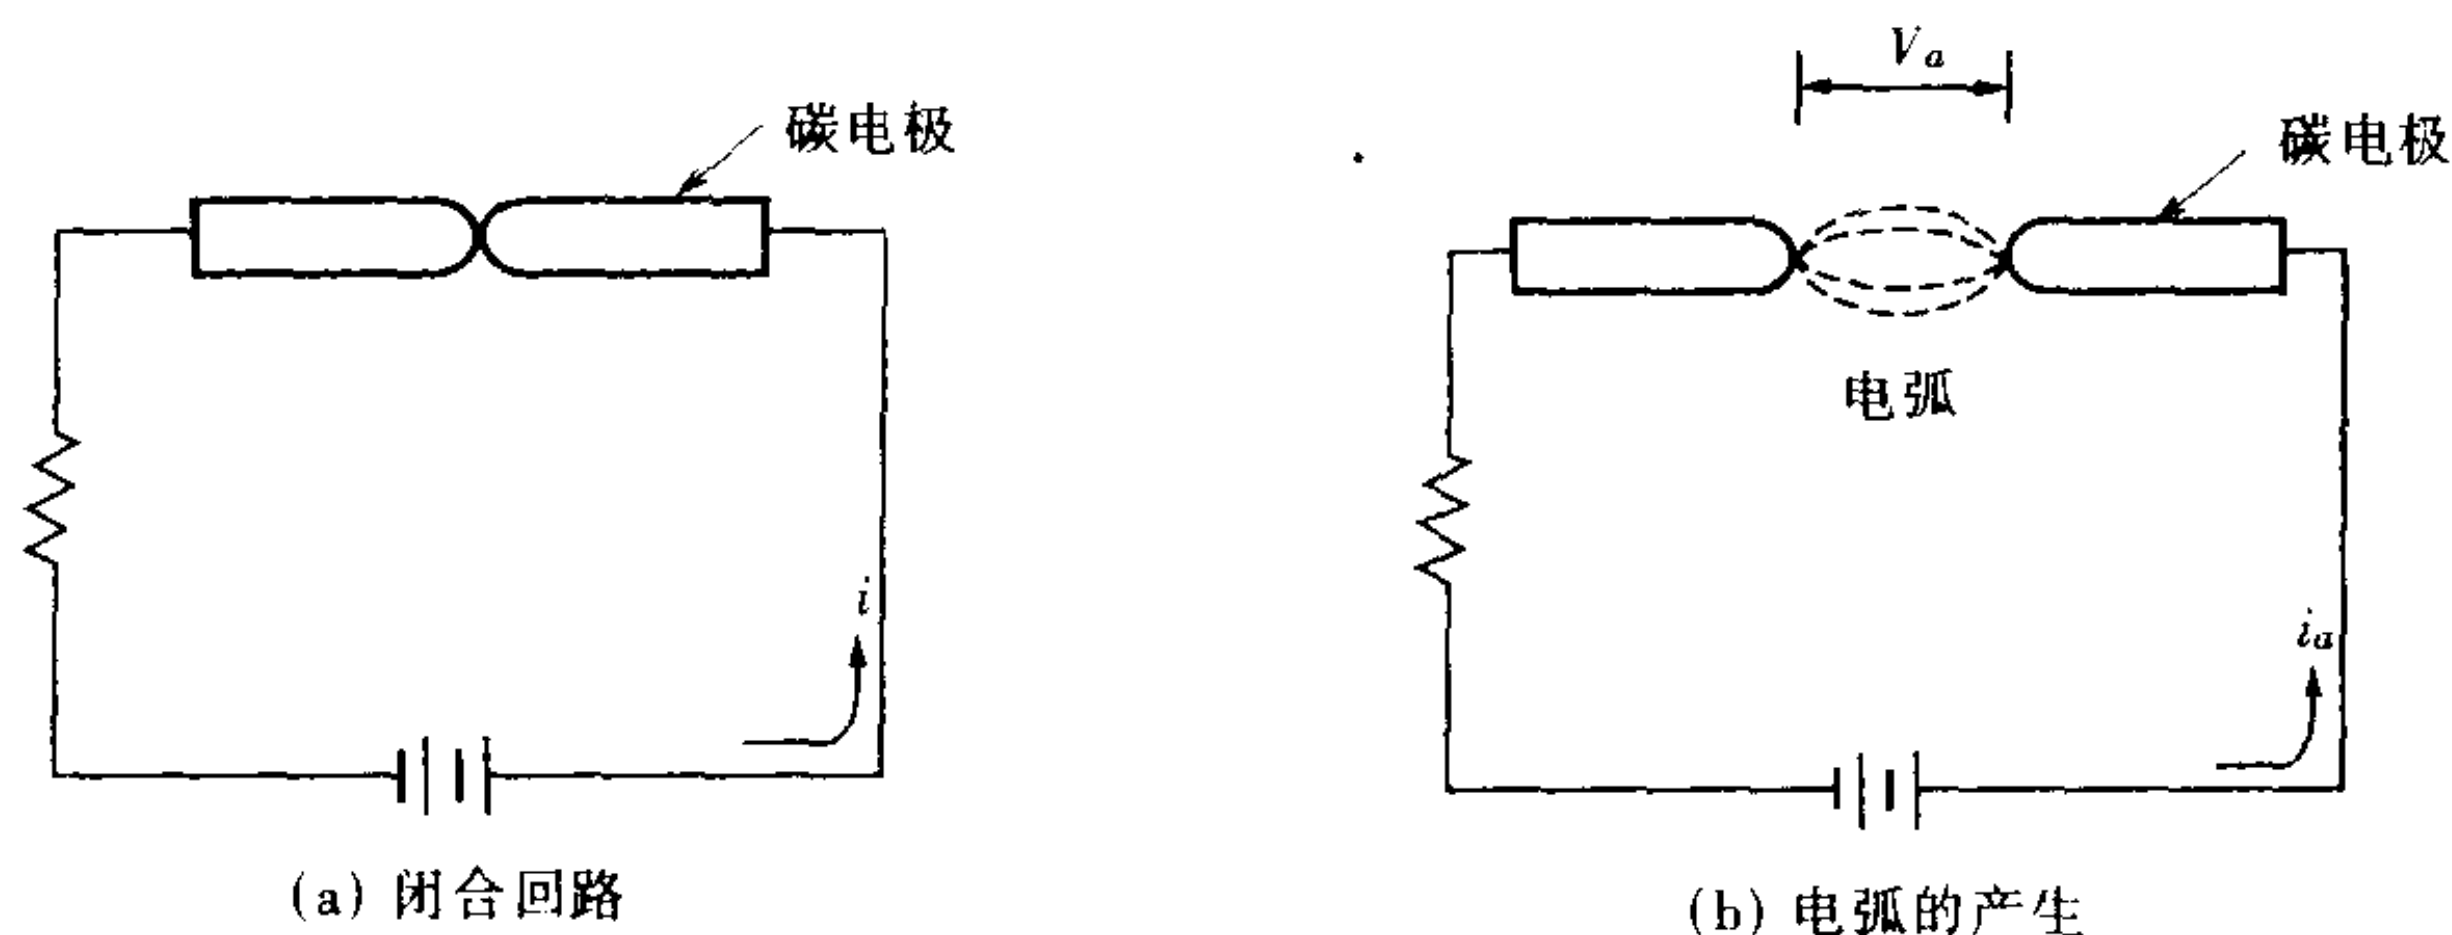 碳电极
i
(a) 闭合回路
Va
碳电极
电弧
ia
(b) 电弧的产生